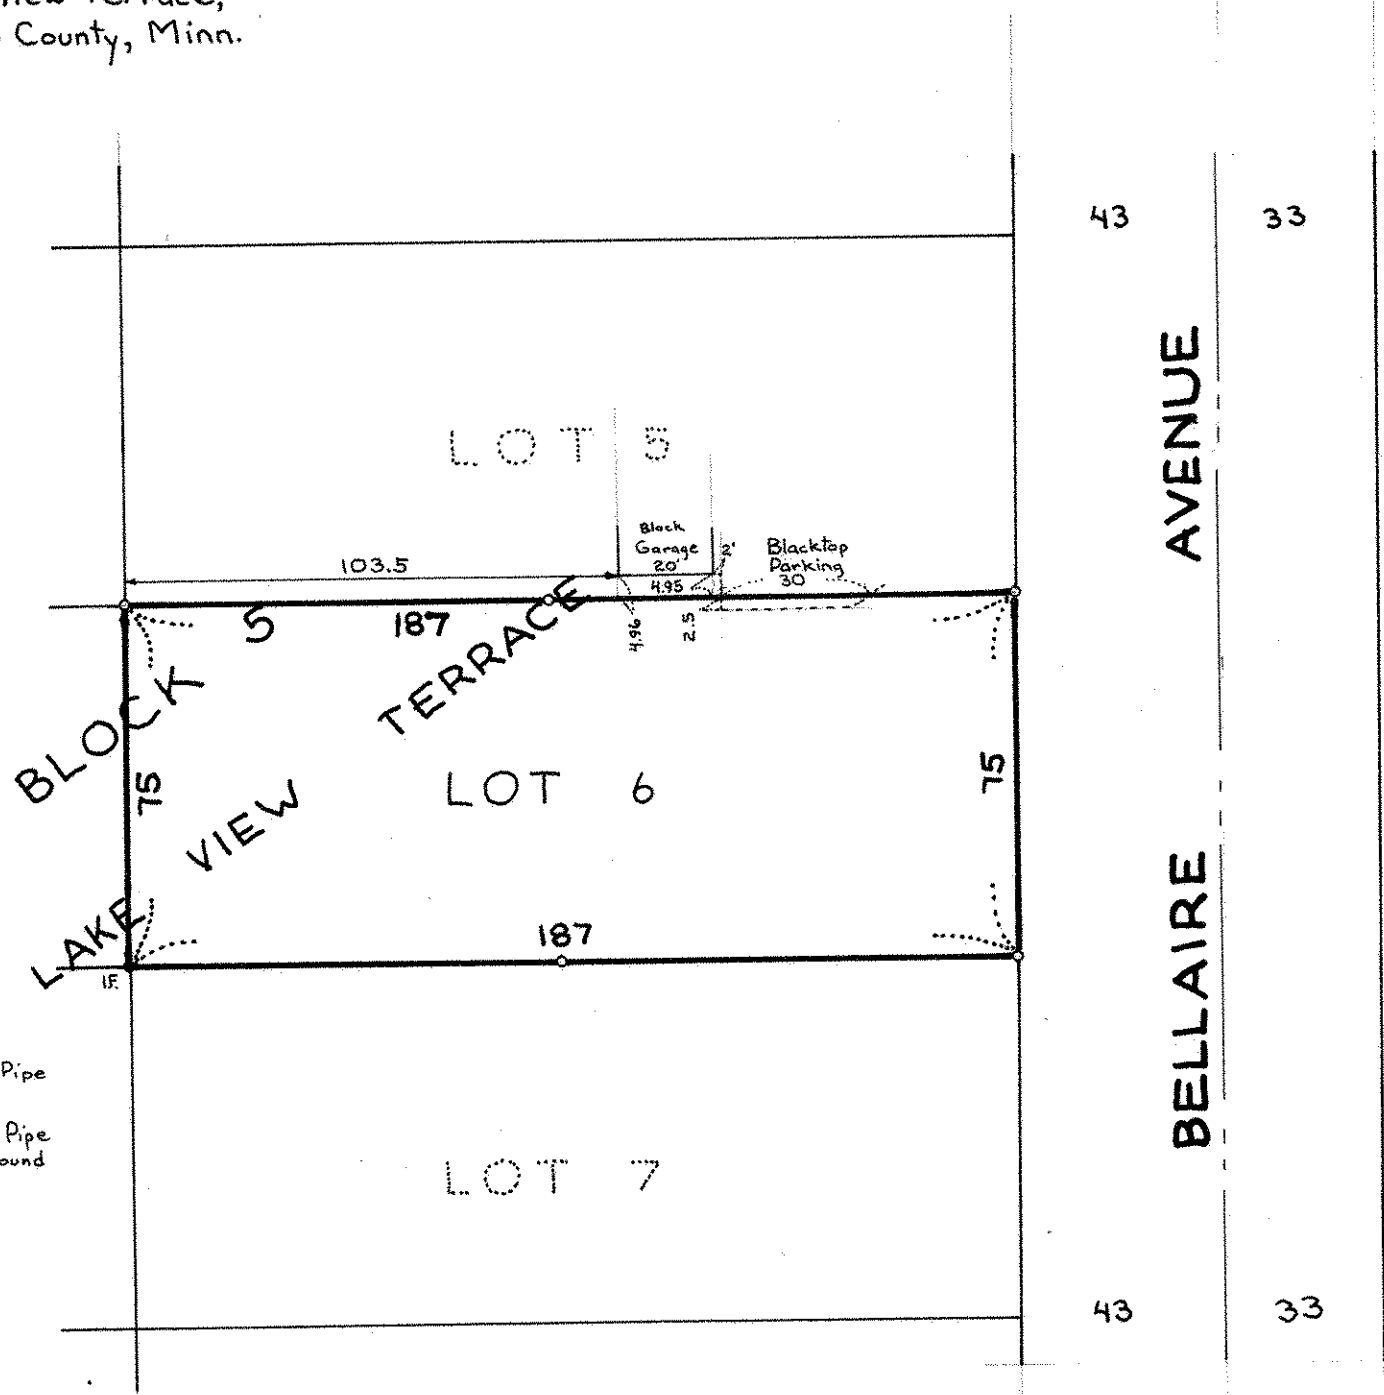 Terrace,
County, Minn.
43
33
AVENUE
LOT 5
Block
Garage
20'
2'
Blacktop
Parking
30
103.5
4.95
4.96
2.5
187
BLOCK 5
LAKE VIEW TERRACE
75
LOT 6
75
187
I.F.
BELLAIRE
Pipe
Pipe
LOT 7
43
33